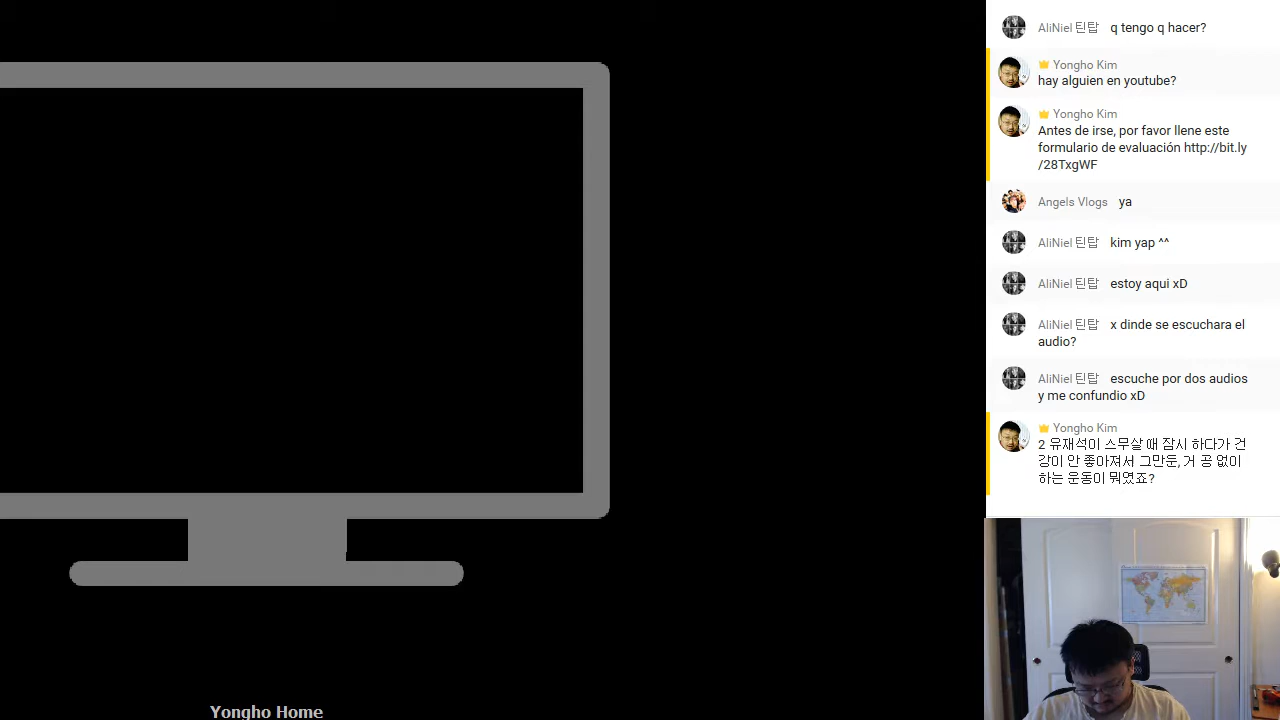 AliNiel 틴탑 q tengo q hacer?
Yongho Kim
hay alguien en youtube?
Yongho Kim
Antes de irse, por favor llene este
formulario de evaluación http://bit.ly
/28TxgWF
Angels Vlogs ya
AliNiel 틴탑 kim yap ^^
AliNiel 틴탑 estoy aqui xD
AliNiel 틴탑 x dinde se escuchara el
audio?
AliNiel 틴탑 escuche por dos audios
y me confundio xD
Yongho Kim
2 유재석이 스무살 때 잠시 하다가 건
강이 안 좋아져서 그만둔, 거 공 없이
하는 운동이 뭐였죠?
Yongho Home